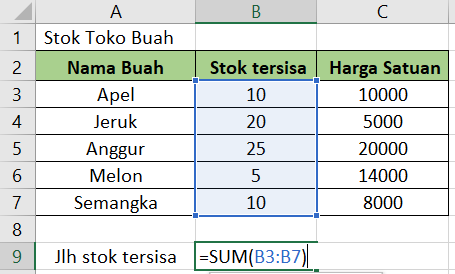 A B C
1 Stok Toko Buah
2 Nama Buah Stok tersisa Harga Satuan
3 Apel 10 10000
4 Jeruk 20 5000
5 Anggur 25 20000
6 Melon 5 14000
7 Semangka 10 8000
8
9 Jlh stok tersisa =SUM(B3:B7)